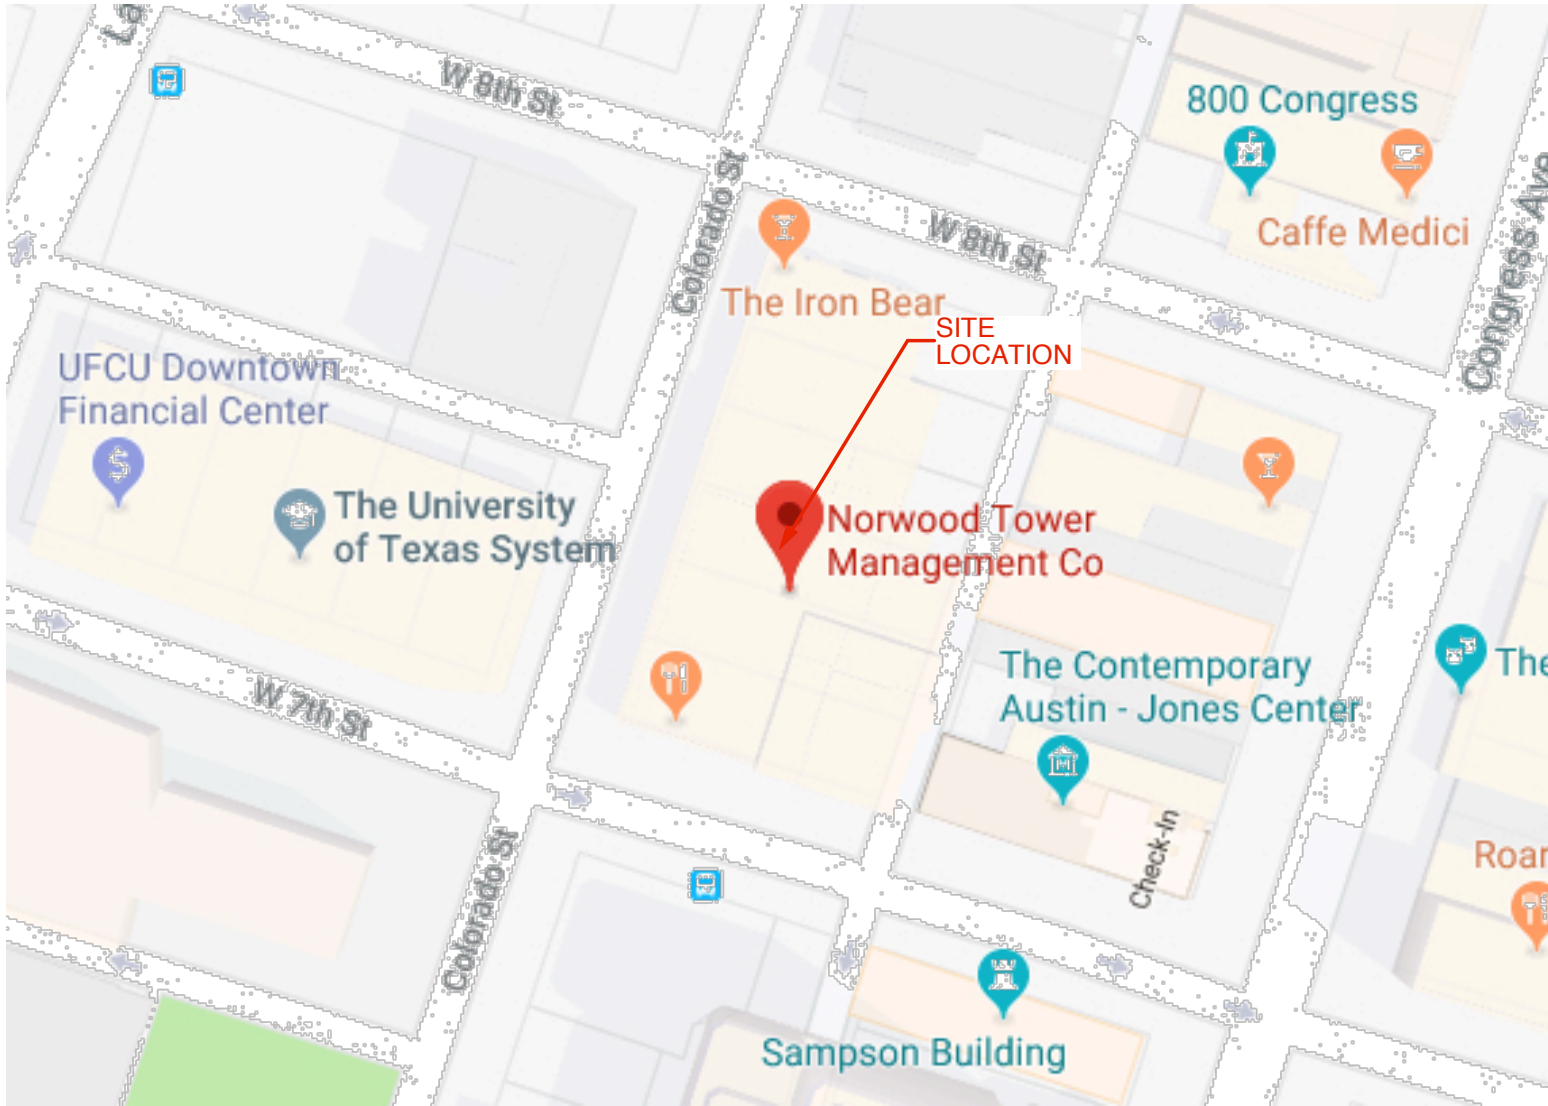 W 8th St
800 Congress
Caffe Medici
Colorado St
W 8th St
Congress Ave
The Iron Bear
SITE
LOCATION
UFCU Downtown
Financial Center
The University
of Texas System
Norwood Tower
Management Co
The Contemporary
Austin - Jones Center
The
W 7th St
Check-In
Colorado St
Roar
Sampson Building